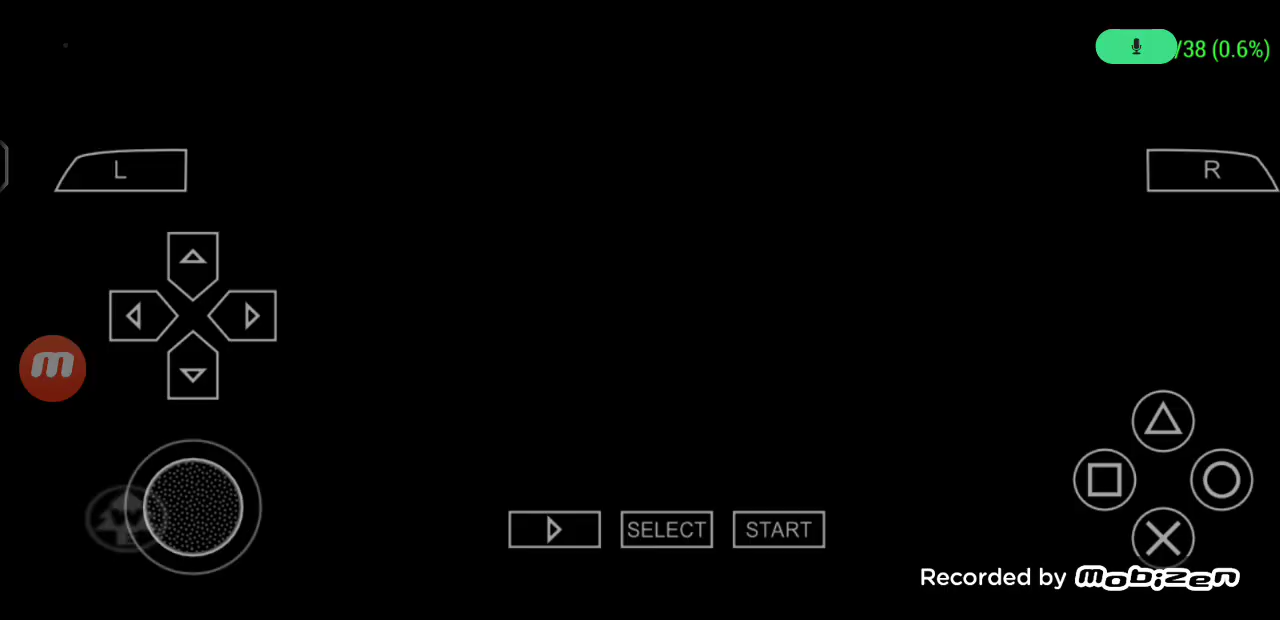 /38 (0.6%)
L
R
m
SELECT
START
Recorded by mobizen